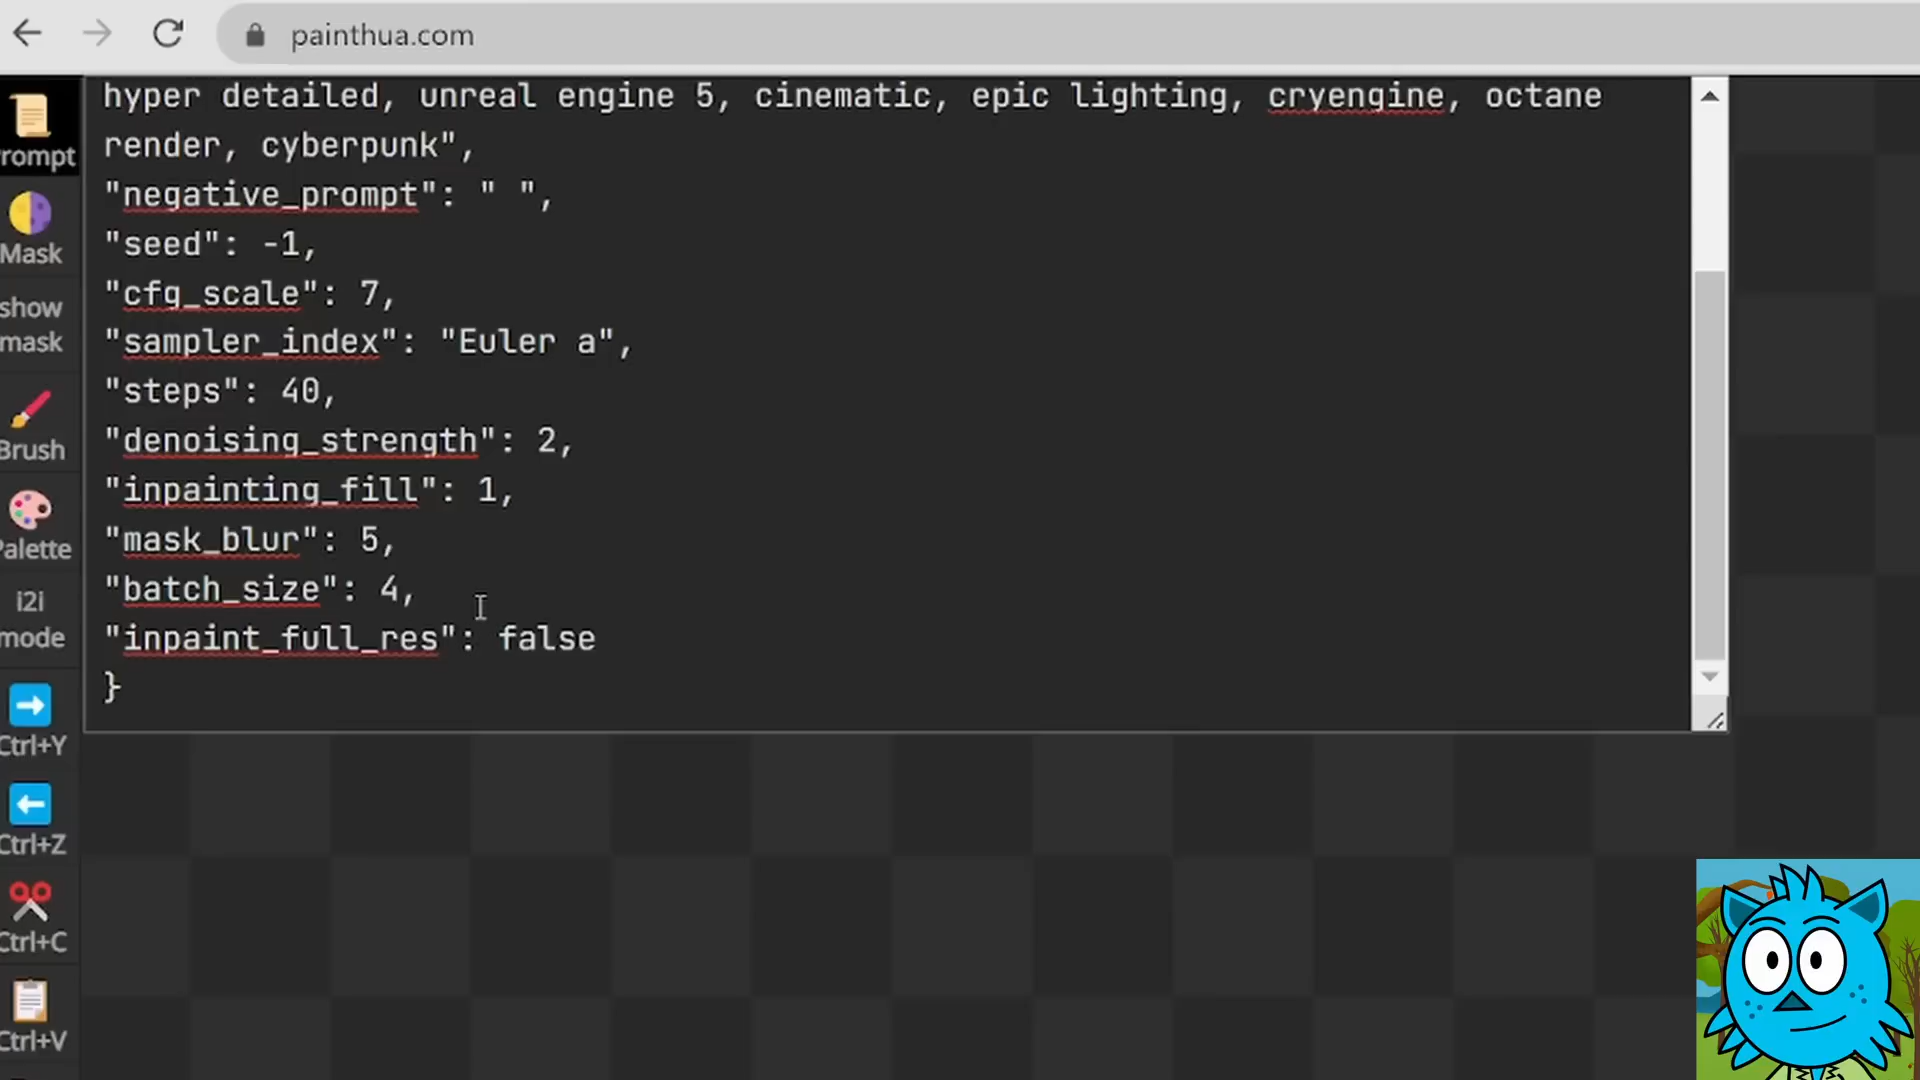 painthua.com
hyper detailed, unreal engine 5, cinematic, epic lighting, cryengine, octane
render, cyberpunk",
"negative_prompt": " ",
"seed": -1,
"cfg_scale": 7,
"sampler_index": "Euler a",
"steps": 40,
"denoising_strength": 2,
"inpainting_fill": 1,
"mask_blur": 5,
"batch_size": 4,
"inpaint_full_res": false
}
rompt
Mask
show
mask
Brush
Palette
i2i
mode
Ctrl+Y
Ctrl+Z
Ctrl+C
Ctrl+V